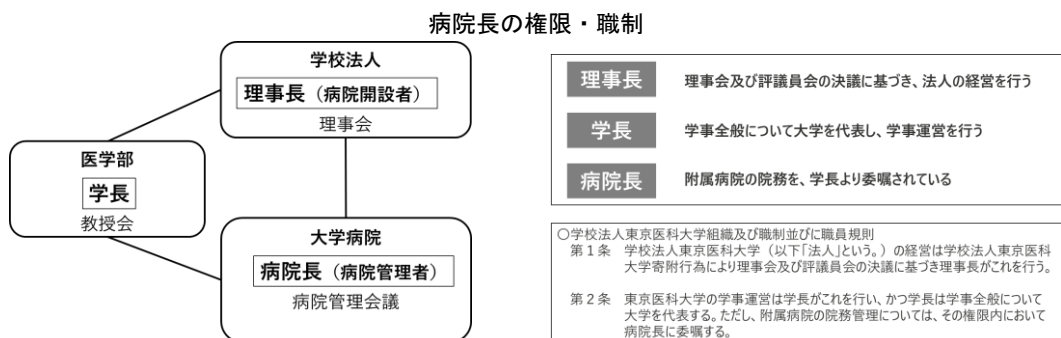 病院長の権限・職制
学校法人
理事長（病院開設者）
理事会
医学部
学長
教授会
大学病院
病院長（病院管理者）
病院管理会議
理事長 理事会及び評議員会の決議に基づき、法人の経営を行う
学長 学事全般について大学を代表し、学事運営を行う
病院長 附属病院の院務を、学長より委嘱されている
〇学校法人東京医科大学組織及び職制並びに職員規則
第１条 学校法人東京医科大学（以下「法人」という。）の経営は学校法人東京医科
大学寄附行為により理事会及び評議員会の決議に基づき理事長がこれを行う。
第２条 東京医科大学の学事運営は学長がこれを行い、かつ学長は学事全般について
大学を代表する。ただし、附属病院の院務管理については、その権限内において
病院長に委嘱する。